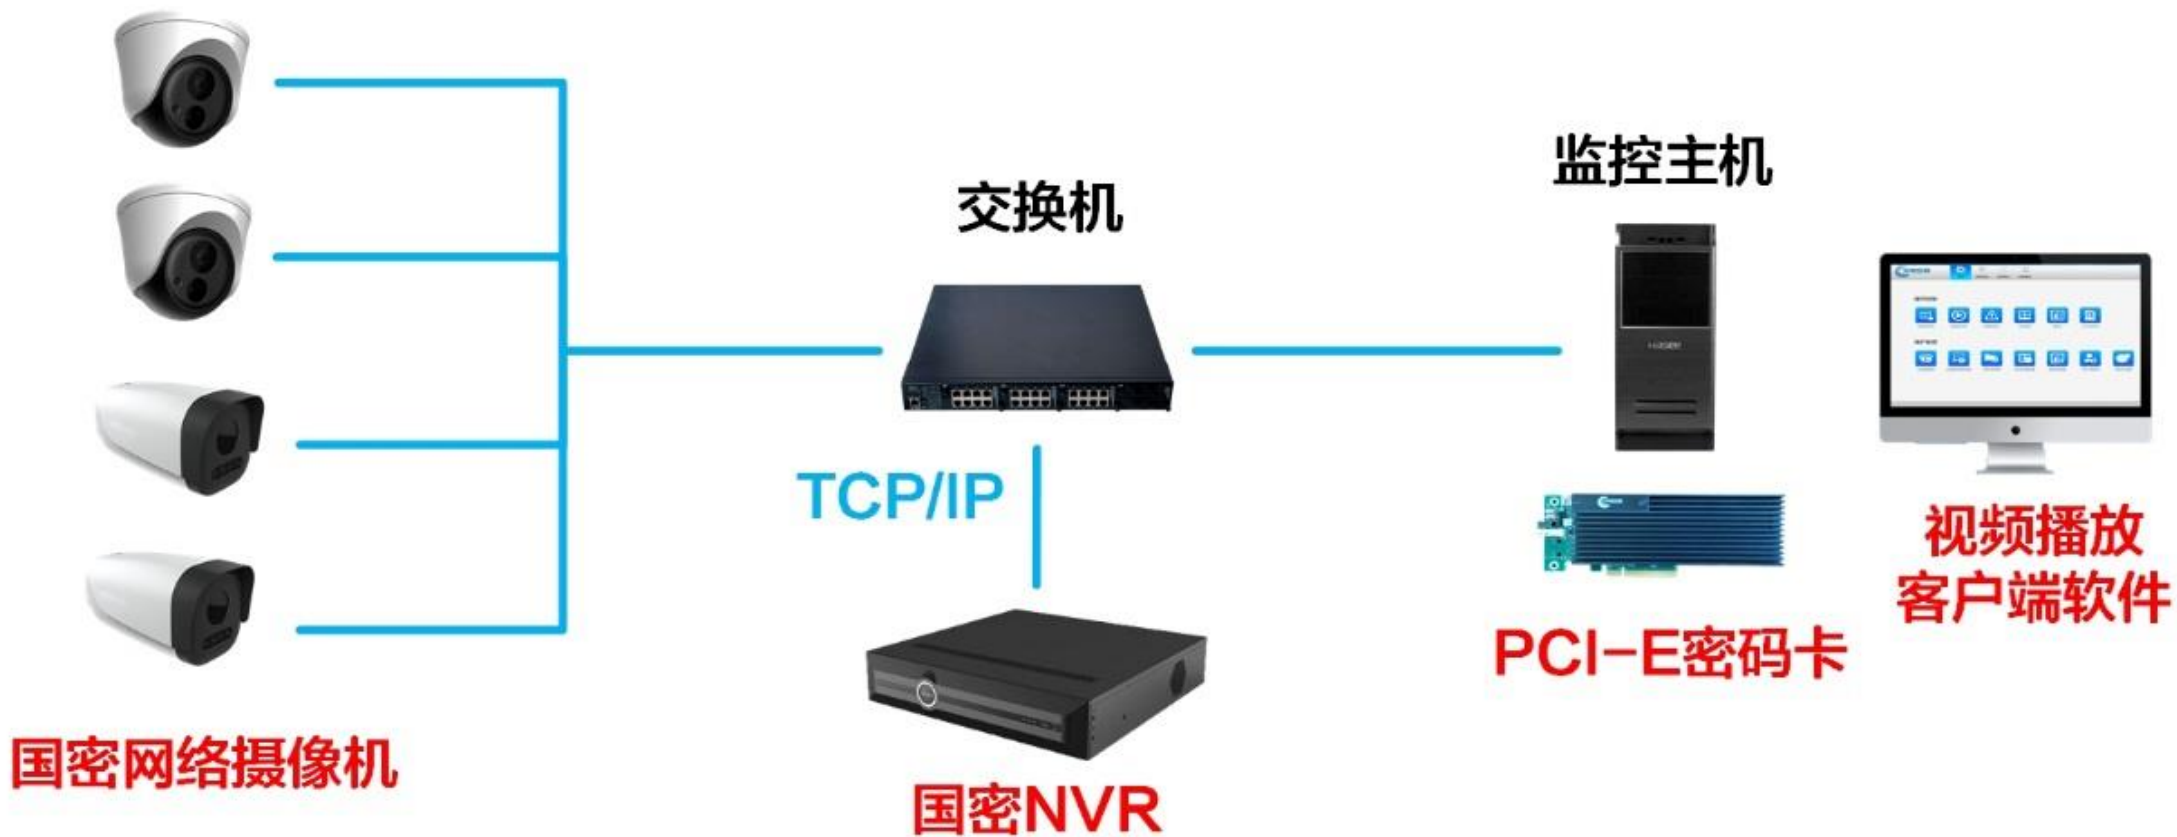 监控主机
交换机
TCP/IP
视频播放
客户端软件
PCI-E密码卡
国密网络摄像机
国密NVR